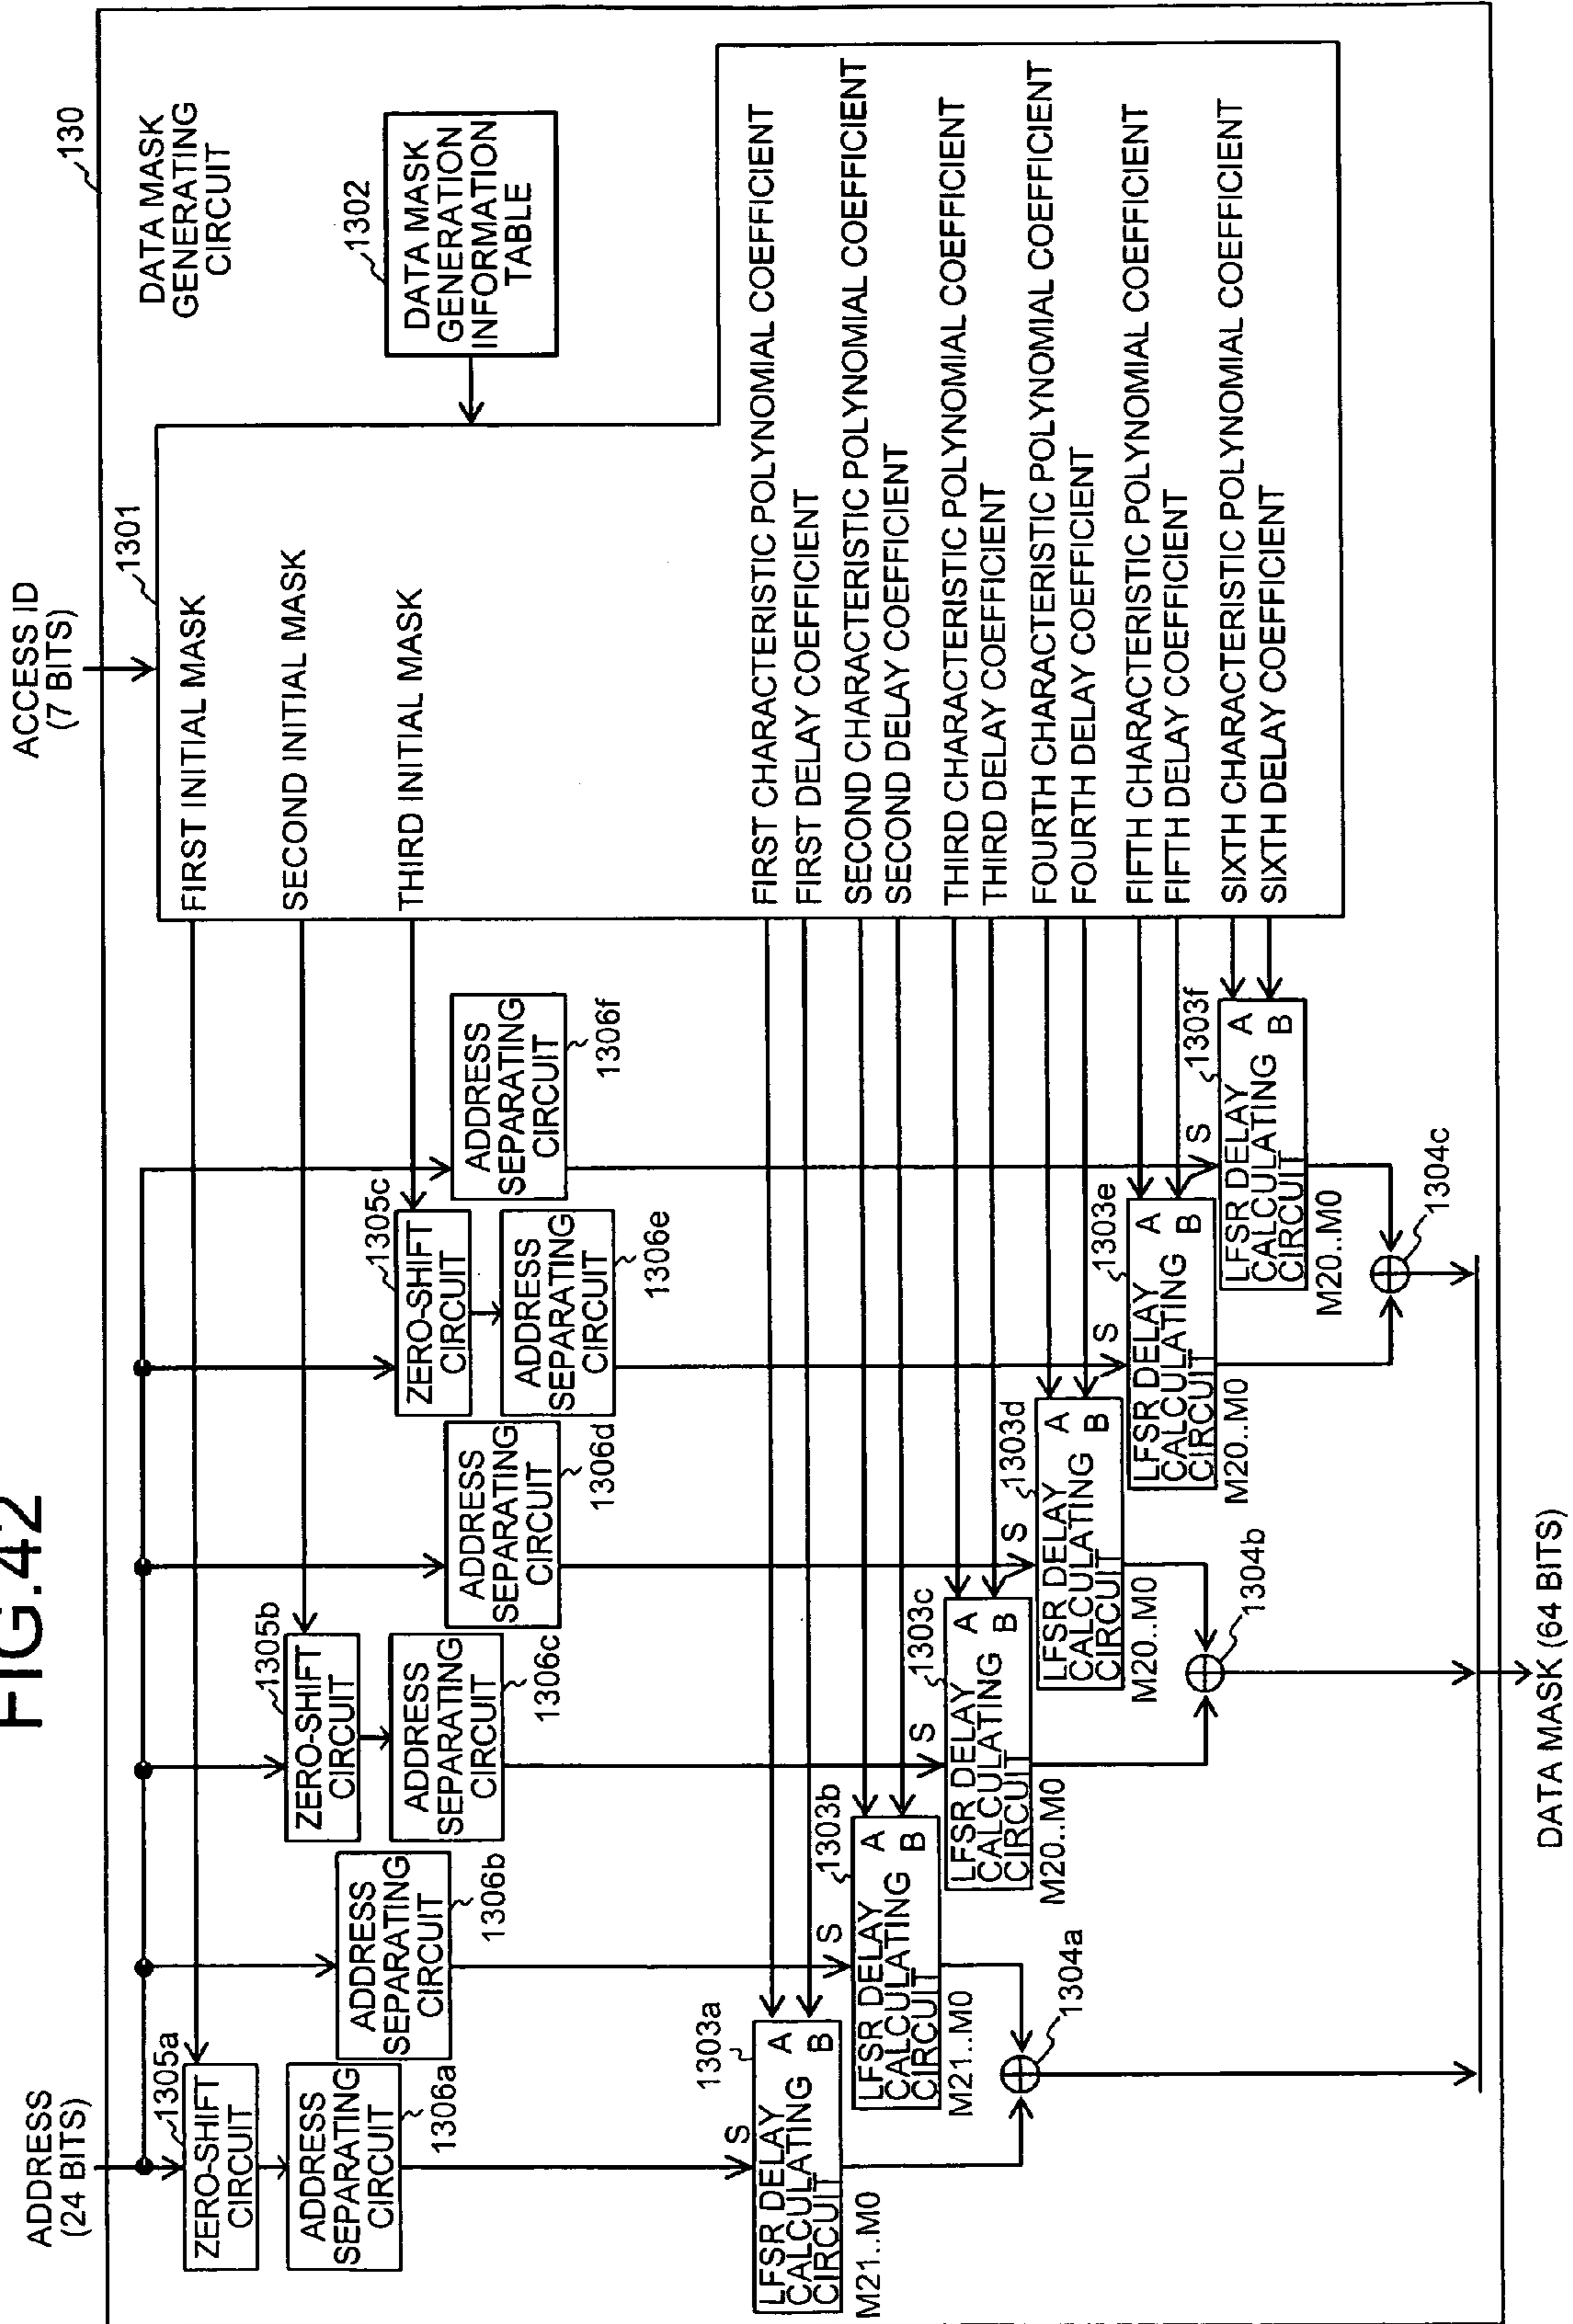 FIG.42
ADDRESS
(24 BITS)
ACCESS ID
(7 BITS)
130
DATA MASK
GENERATING
CIRCUIT
1301
1302
DATA MASK
GENERATION
INFORMATION
TABLE
FIRST INITIAL MASK
SECOND INITIAL MASK
THIRD INITIAL MASK
FIRST CHARACTERISTIC POLYNOMIAL COEFFICIENT
FIRST DELAY COEFFICIENT
SECOND CHARACTERISTIC POLYNOMIAL COEFFICIENT
SECOND DELAY COEFFICIENT
THIRD CHARACTERISTIC POLYNOMIAL COEFFICIENT
THIRD DELAY COEFFICIENT
FOURTH CHARACTERISTIC POLYNOMIAL COEFFICIENT
FOURTH DELAY COEFFICIENT
FIFTH CHARACTERISTIC POLYNOMIAL COEFFICIENT
FIFTH DELAY COEFFICIENT
SIXTH CHARACTERISTIC POLYNOMIAL COEFFICIENT
SIXTH DELAY COEFFICIENT
1305a
ZERO-SHIFT
CIRCUIT
ADDRESS
SEPARATING
CIRCUIT
1306a
ADDRESS
SEPARATING
CIRCUIT
1306b
1305b
ZERO-SHIFT
CIRCUIT
ADDRESS
SEPARATING
CIRCUIT
1306c
ADDRESS
SEPARATING
CIRCUIT
1306d
1305c
ZERO-SHIFT
CIRCUIT
ADDRESS
SEPARATING
CIRCUIT
1306e
ADDRESS
SEPARATING
CIRCUIT
1306f
S
1303a
LFSR DELAY
CALCULATING
CIRCUIT
A
B
M21..M0
S
1303b
LFSR DELAY
CALCULATING
CIRCUIT
A
B
M21..M0
1304a
S
1303c
LFSR DELAY
CALCULATING
CIRCUIT
A
B
M20..M0
S
1303d
LFSR DELAY
CALCULATING
CIRCUIT
A
B
M20..M0
1304b
S
1303e
LFSR DELAY
CALCULATING
CIRCUIT
A
B
M20..M0
S
1303f
LFSR DELAY
CALCULATING
CIRCUIT
A
B
M20..M0
1304c
DATA MASK (64 BITS)